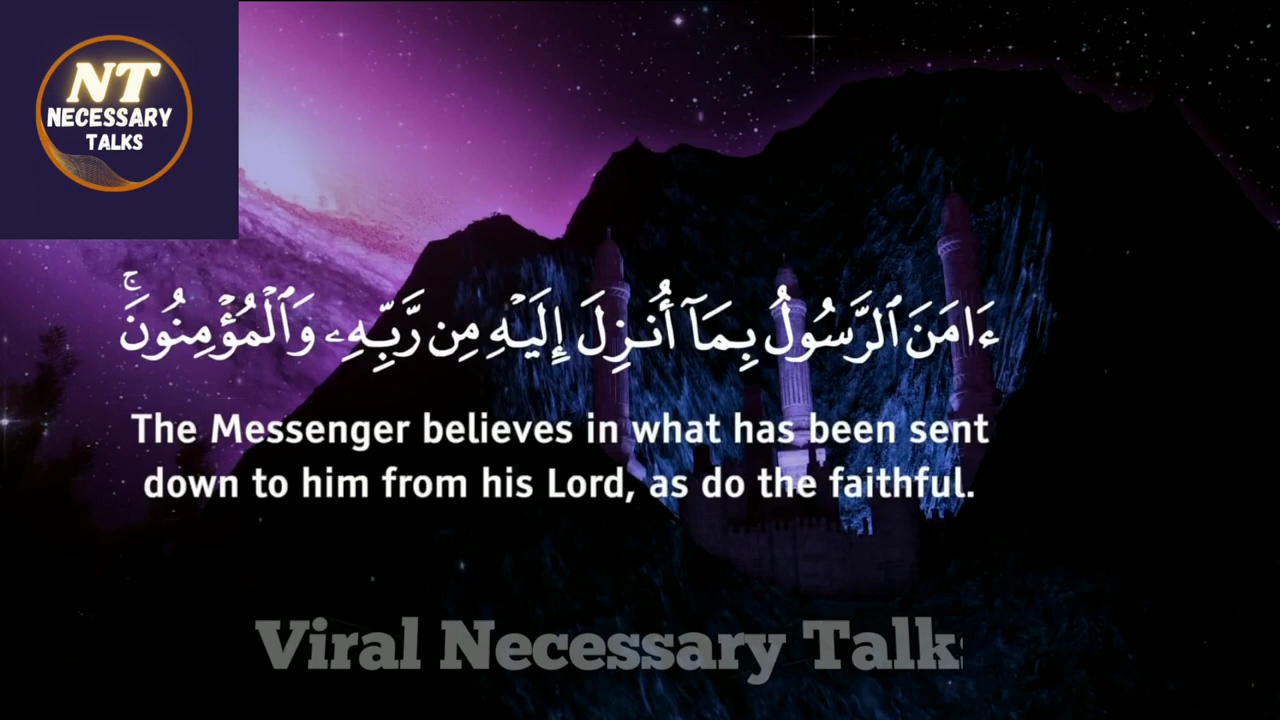 NT
NECESSARY
TALKS
ءَامَنَ ٱلرَّسُولُ بِمَآ أُنزِلَ إِلَيْهِ مِن رَّبِّهِۦ وَٱلْمُؤْمِنُونَ ۚ
The Messenger believes in what has been sent
down to him from his Lord, as do the faithful.
Viral Necessary Talks